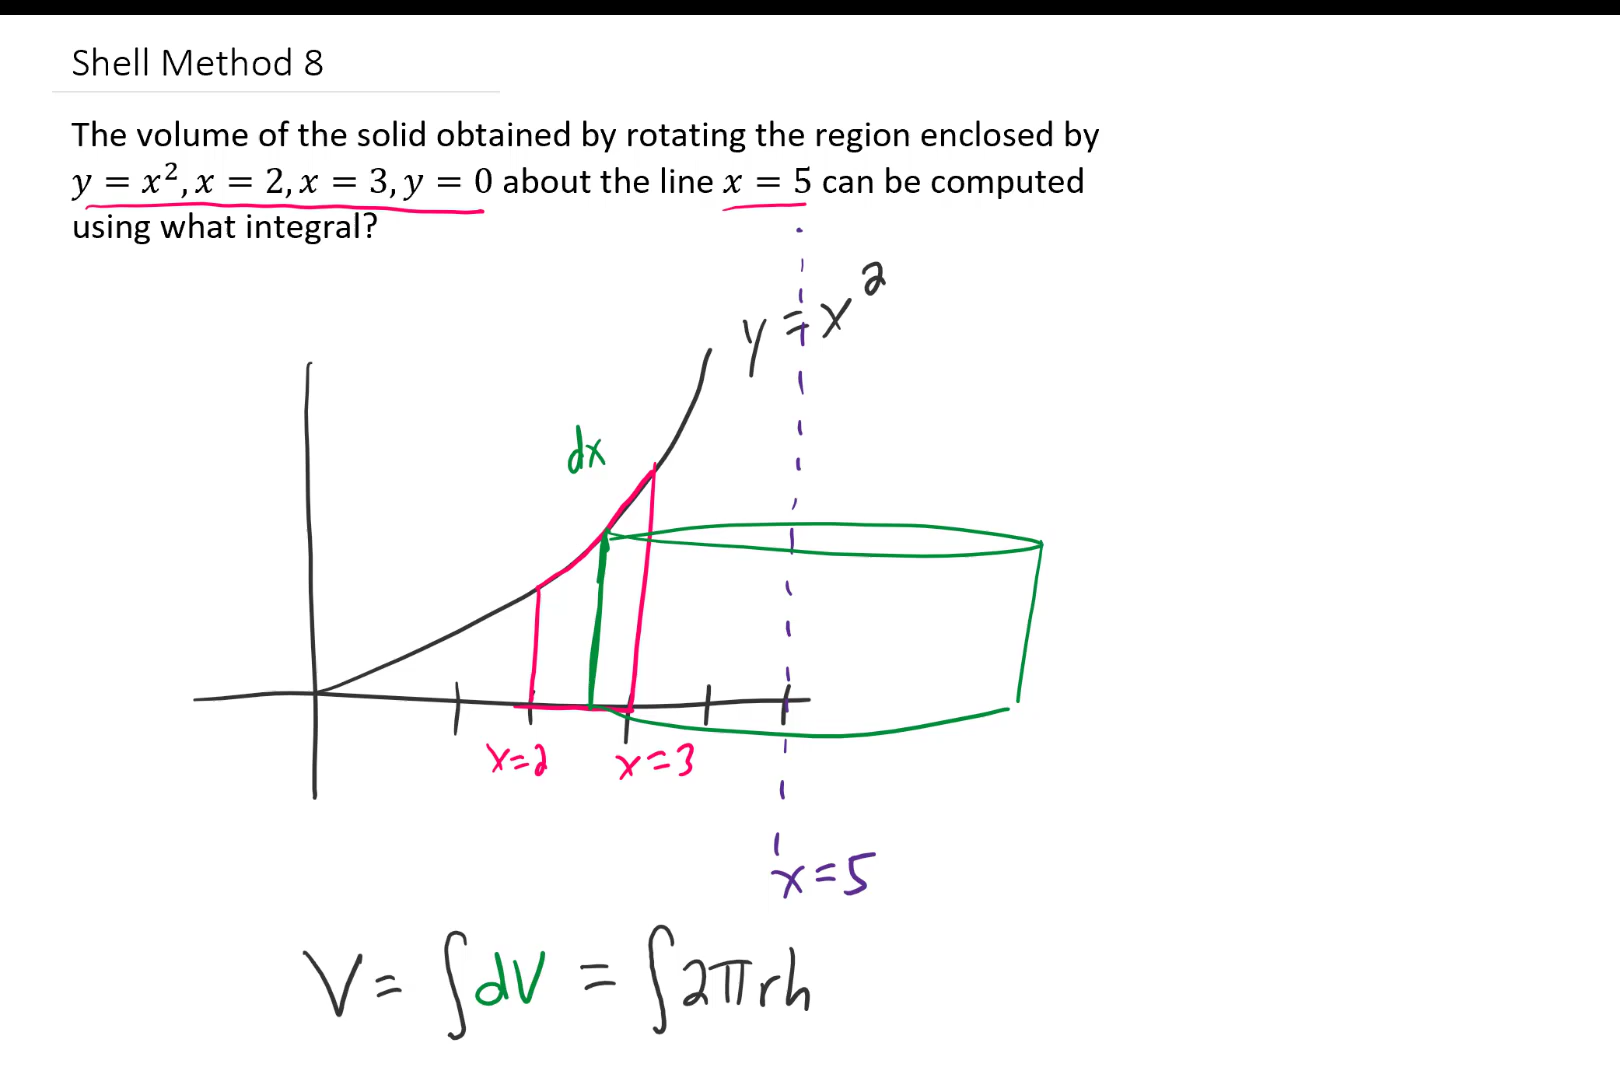 Shell Method 8
The volume of the solid obtained by rotating the region enclosed by
y = x², x = 2, x = 3, y = 0 about the line x = 5 can be computed
using what integral?
y = x²
dx
x=2 x=3
x=5
V = ∫dV = ∫2πrh